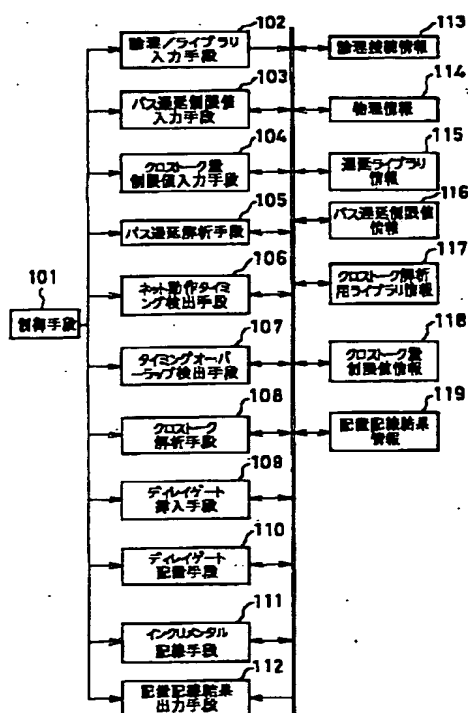 102
論理/ライブラリ
入力手段
103
パス遅延制限値
入力手段
104
クロストーク量
制限値入力手段
105
パス遅延解析手段
106
ネット動作タイミ
ング検出手段
107
タイミングオーバ
ーラップ検出手段
108
クロストーク
解析手段
109
ディレイゲート
挿入手段
110
ディレイゲート
配置手段
111
インクリメンタル
配線手段
112
配置配線結果
出力手段
101
制御手段
113
論理接続情報
114
物理情報
115
遅延ライブラリ
情報
116
パス遅延制限値
情報
117
クロストーク解析
用ライブラリ情報
118
クロストーク量
制限値情報
119
配置配線結果
情報